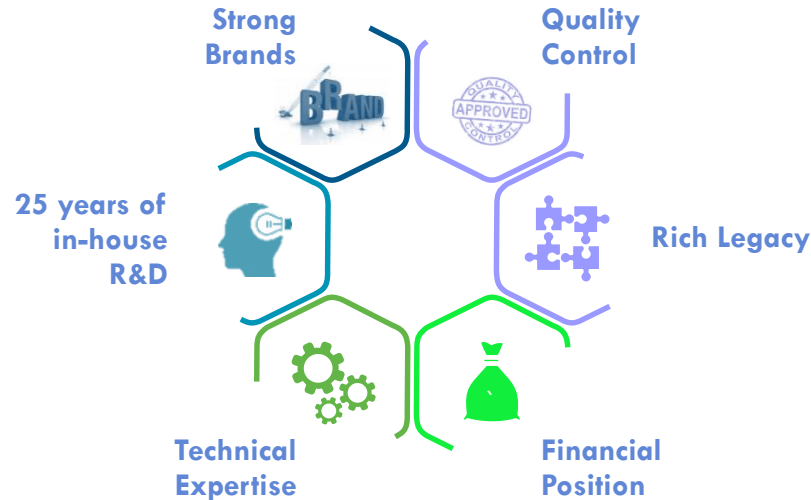 Strong
Brands
BRAND
Quality
Control
QUALITY
APPROVED
CONTROL
25 years of
in-house
R&D
Rich Legacy
Technical
Expertise
Financial
Position